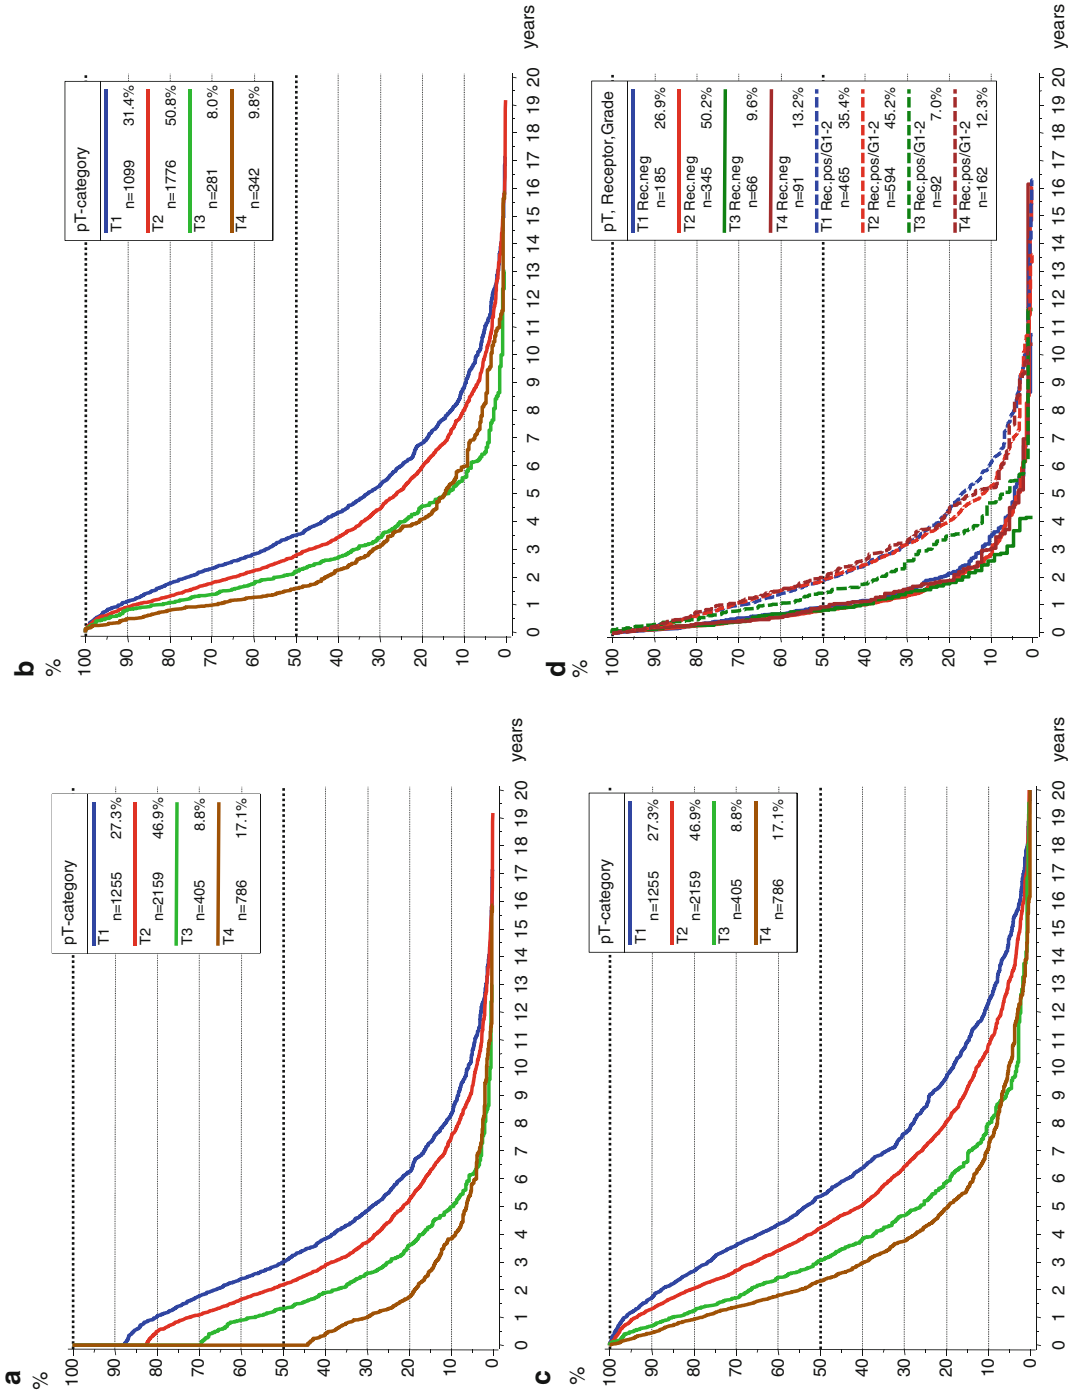 a
%
100
90
80
70
60
50
40
30
20
10
0
0 1 2 3 4 5 6 7 8 9 10 11 12 13 14 15 16 17 18 19 20
years
pT-category
T1
n=1255 27.3%
T2
n=2159 46.9%
T3
n=405 8.8%
T4
n=786 17.1%
b
%
100
90
80
70
60
50
40
30
20
10
0
0 1 2 3 4 5 6 7 8 9 10 11 12 13 14 15 16 17 18 19 20
years
pT-category
T1
n=1099 31.4%
T2
n=1776 50.8%
T3
n=281 8.0%
T4
n=342 9.8%
c
%
100
90
80
70
60
50
40
30
20
10
0
0 1 2 3 4 5 6 7 8 9 10 11 12 13 14 15 16 17 18 19 20
years
pT-category
T1
n=1255 27.3%
T2
n=2159 46.9%
T3
n=405 8.8%
T4
n=786 17.1%
d
%
100
90
80
70
60
50
40
30
20
10
0
0 1 2 3 4 5 6 7 8 9 10 11 12 13 14 15 16 17 18 19 20
years
pT, Receptor, Grade
T1 Rec.neg
n=185 26.9%
T2 Rec.neg
n=345 50.2%
T3 Rec.neg
n=66 9.6%
T4 Rec.neg
n=91 13.2%
T1 Rec.pos/G1-2
n=465 35.4%
T2 Rec.pos/G1-2
n=594 45.2%
T3 Rec.pos/G1-2
n=92 7.0%
T4 Rec.pos/G1-2
n=162 12.3%